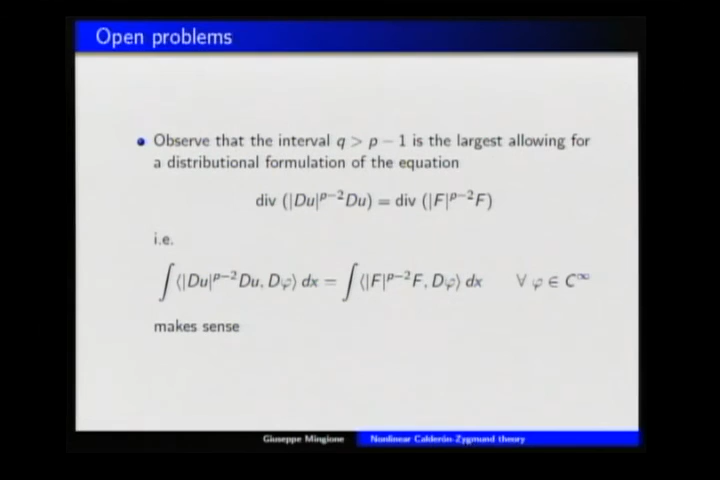 Open problems
Observe that the interval q > p − 1 is the largest allowing for
a distributional formulation of the equation
div (|Du|^{p−2}Du) = div (|F|^{p−2}F)
i.e.
∫⟨|Du|^{p−2}Du, Dφ⟩ dx = ∫⟨|F|^{p−2}F, Dφ⟩ dx ∀ φ ∈ C^∞
makes sense
Giuseppe Mingione Nonlinear Calderón-Zygmund theory